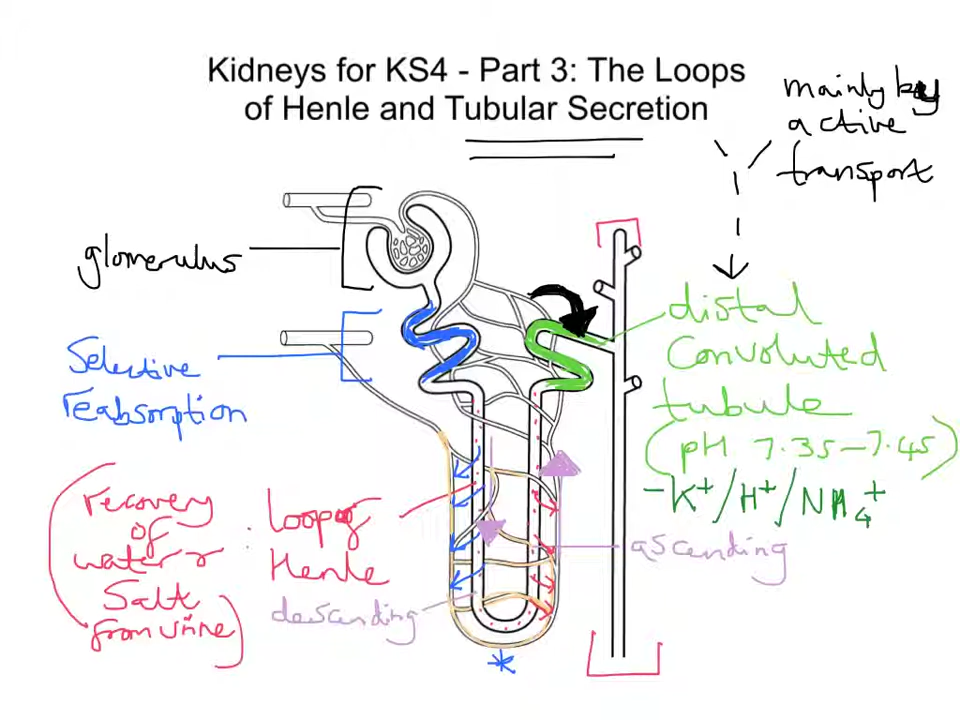 Kidneys for KS4 - Part 3: The Loops
of Henle and Tubular Secretion
mainly by
active
transport
glomerulus
distal
Convoluted
tubule
(pH 7.35-7.45)
-K+/H+/NH4+
Selective
reabsorption
recovery
of
water &
Salt
from urine
: Loop of
Henle
ascending
descending
*